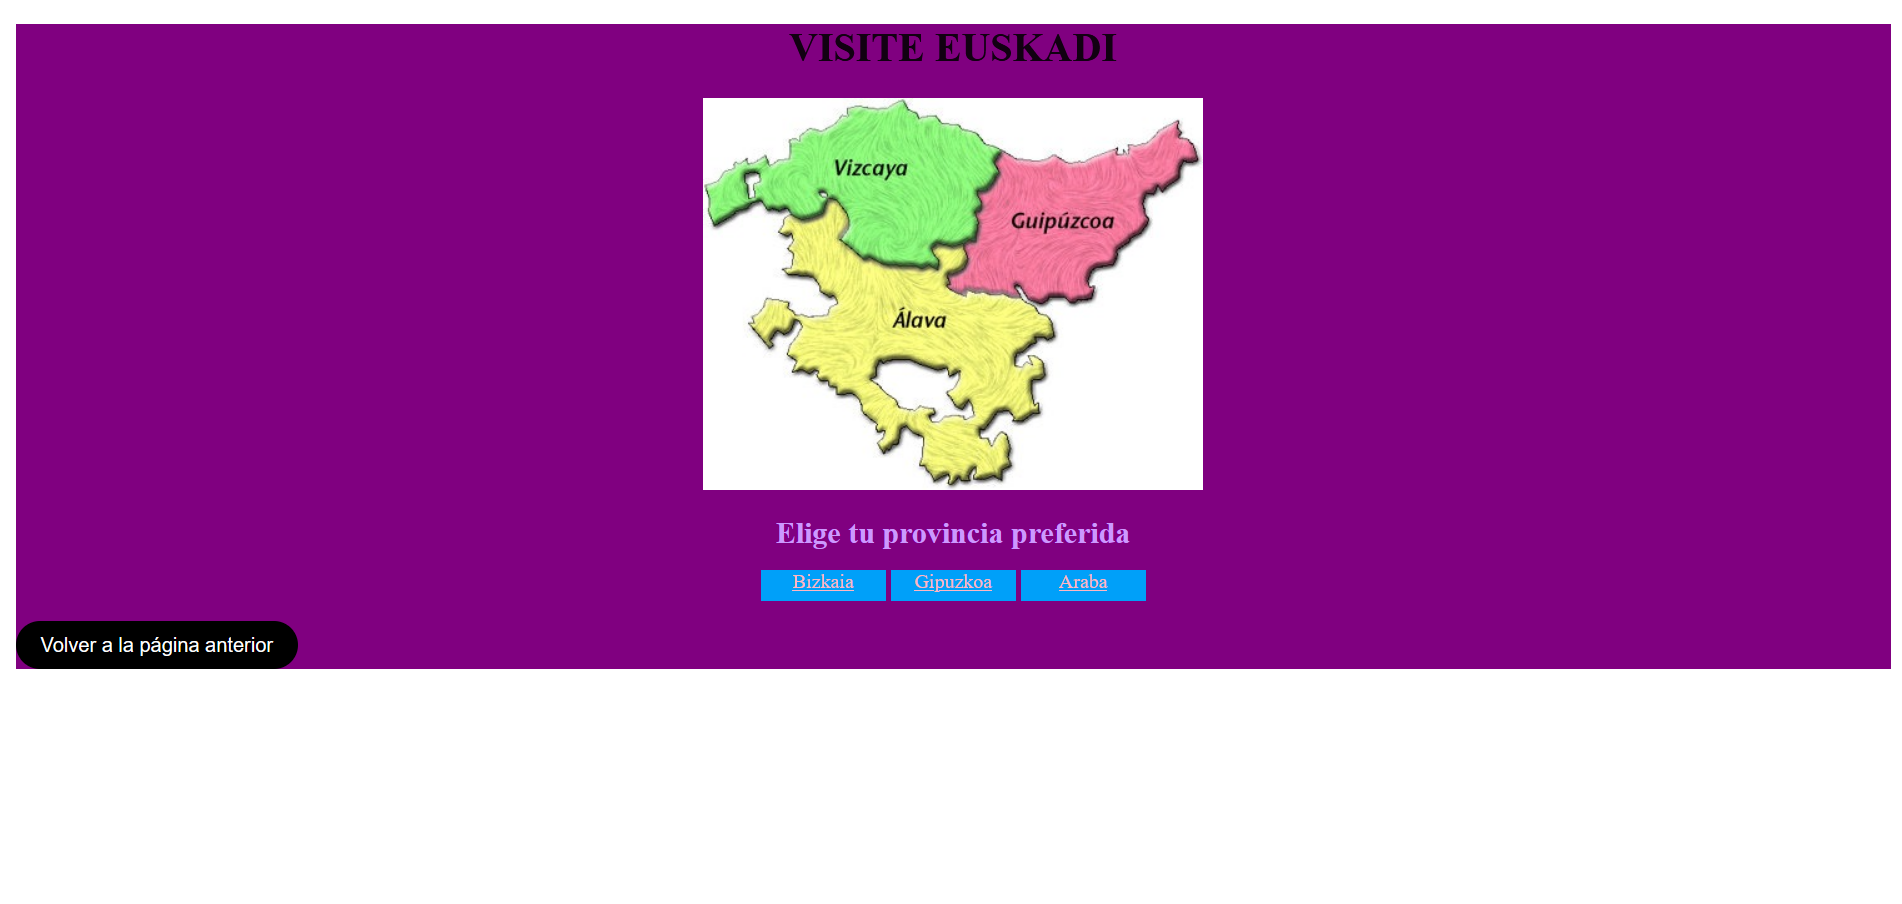 VISITE EUSKADI
Vizcaya
Guipúzcoa
Álava
Elige tu provincia preferida
Bizkaia Gipuzkoa Araba
Volver a la página anterior